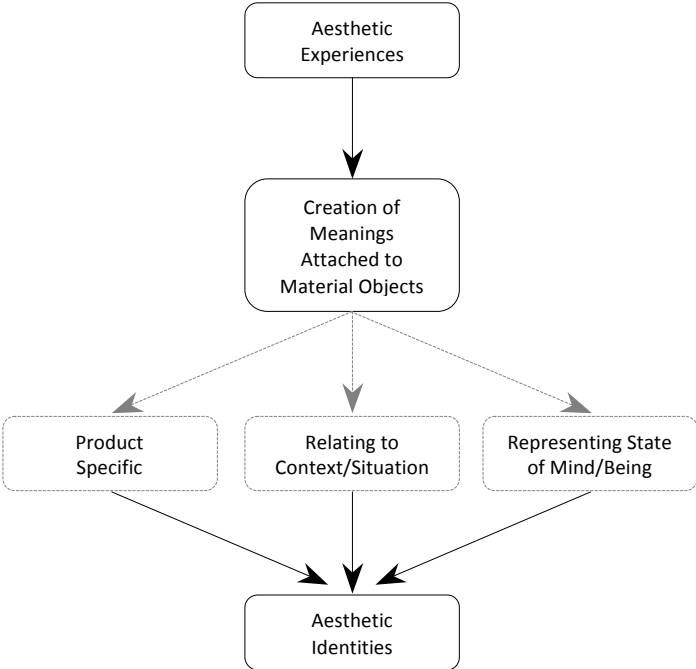 Aesthetic
Experiences
Creation of
Meanings
Attached to
Material Objects
Product
Specific
Relating to
Context/Situation
Representing State
of Mind/Being
Aesthetic
Identities